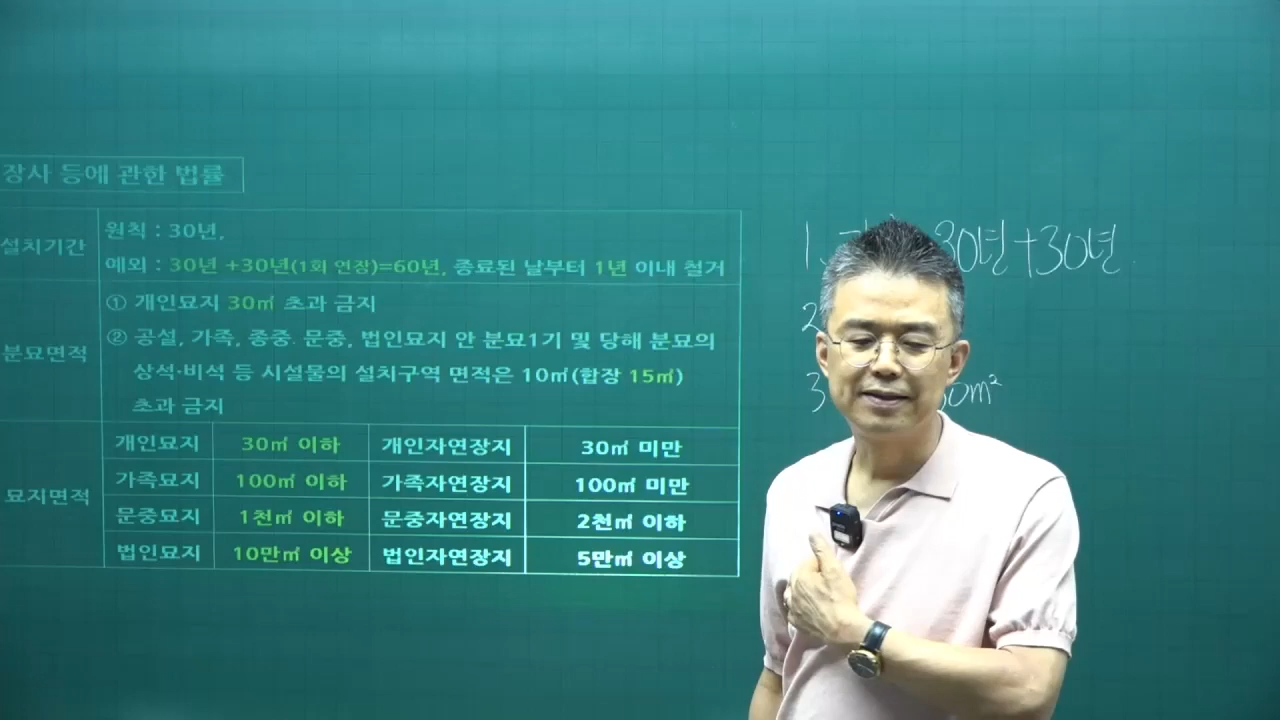 장사 등에 관한 법률
설치기간
원칙 : 30년,
예외 : 30년 +30년(1회 연장)=60년, 종료된 날부터 1년 이내 철거
분묘면적
① 개인묘지 30㎡ 초과 금지
② 공설, 가족, 종중 문중, 법인묘지 안 분묘1기 및 당해 분묘의
상석·비석 등 시설물의 설치구역 면적은 10㎡(합장 15㎡)
초과 금지
묘지면적
개인묘지 30㎡ 이하 개인자연장지 30㎡ 미만
가족묘지 100㎡ 이하 가족자연장지 100㎡ 미만
문중묘지 1천㎡ 이하 문중자연장지 2천㎡ 이하
법인묘지 10만㎡ 이상 법인자연장지 5만㎡ 이상
1. 30년+30년.
2
3 0m²